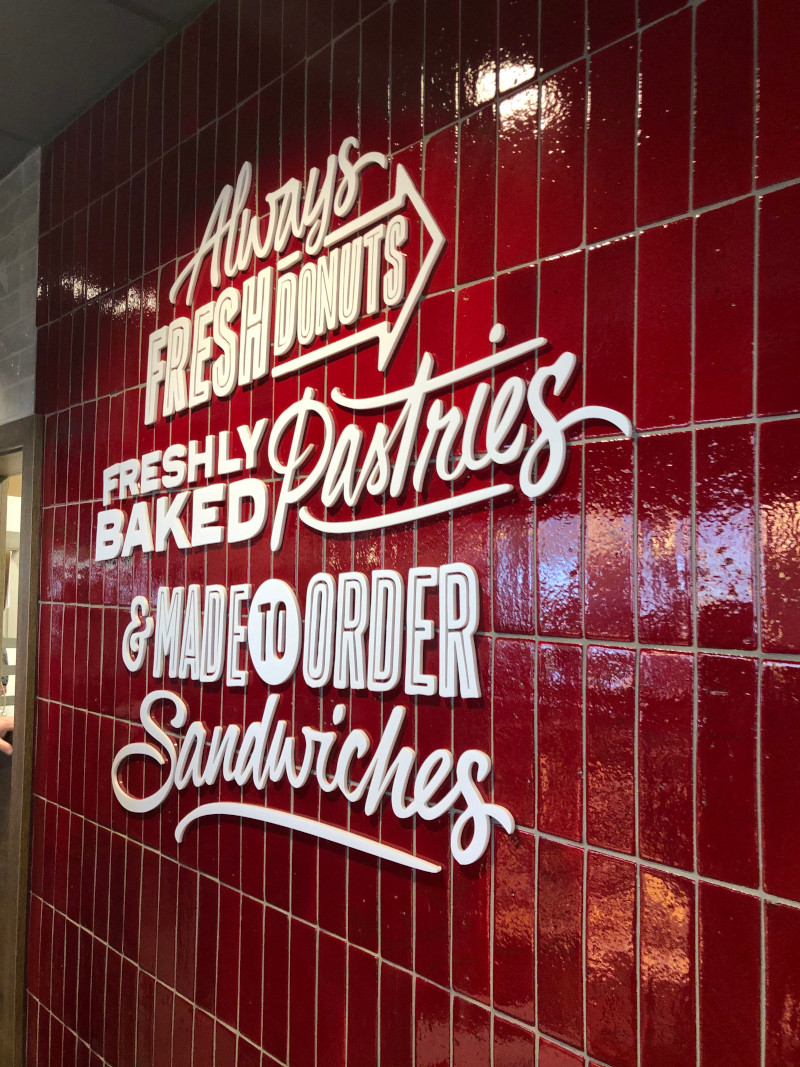 Always
FRESH DONUTS
FRESHLY
BAKED Pastries
& MADE TO ORDER
Sandwiches